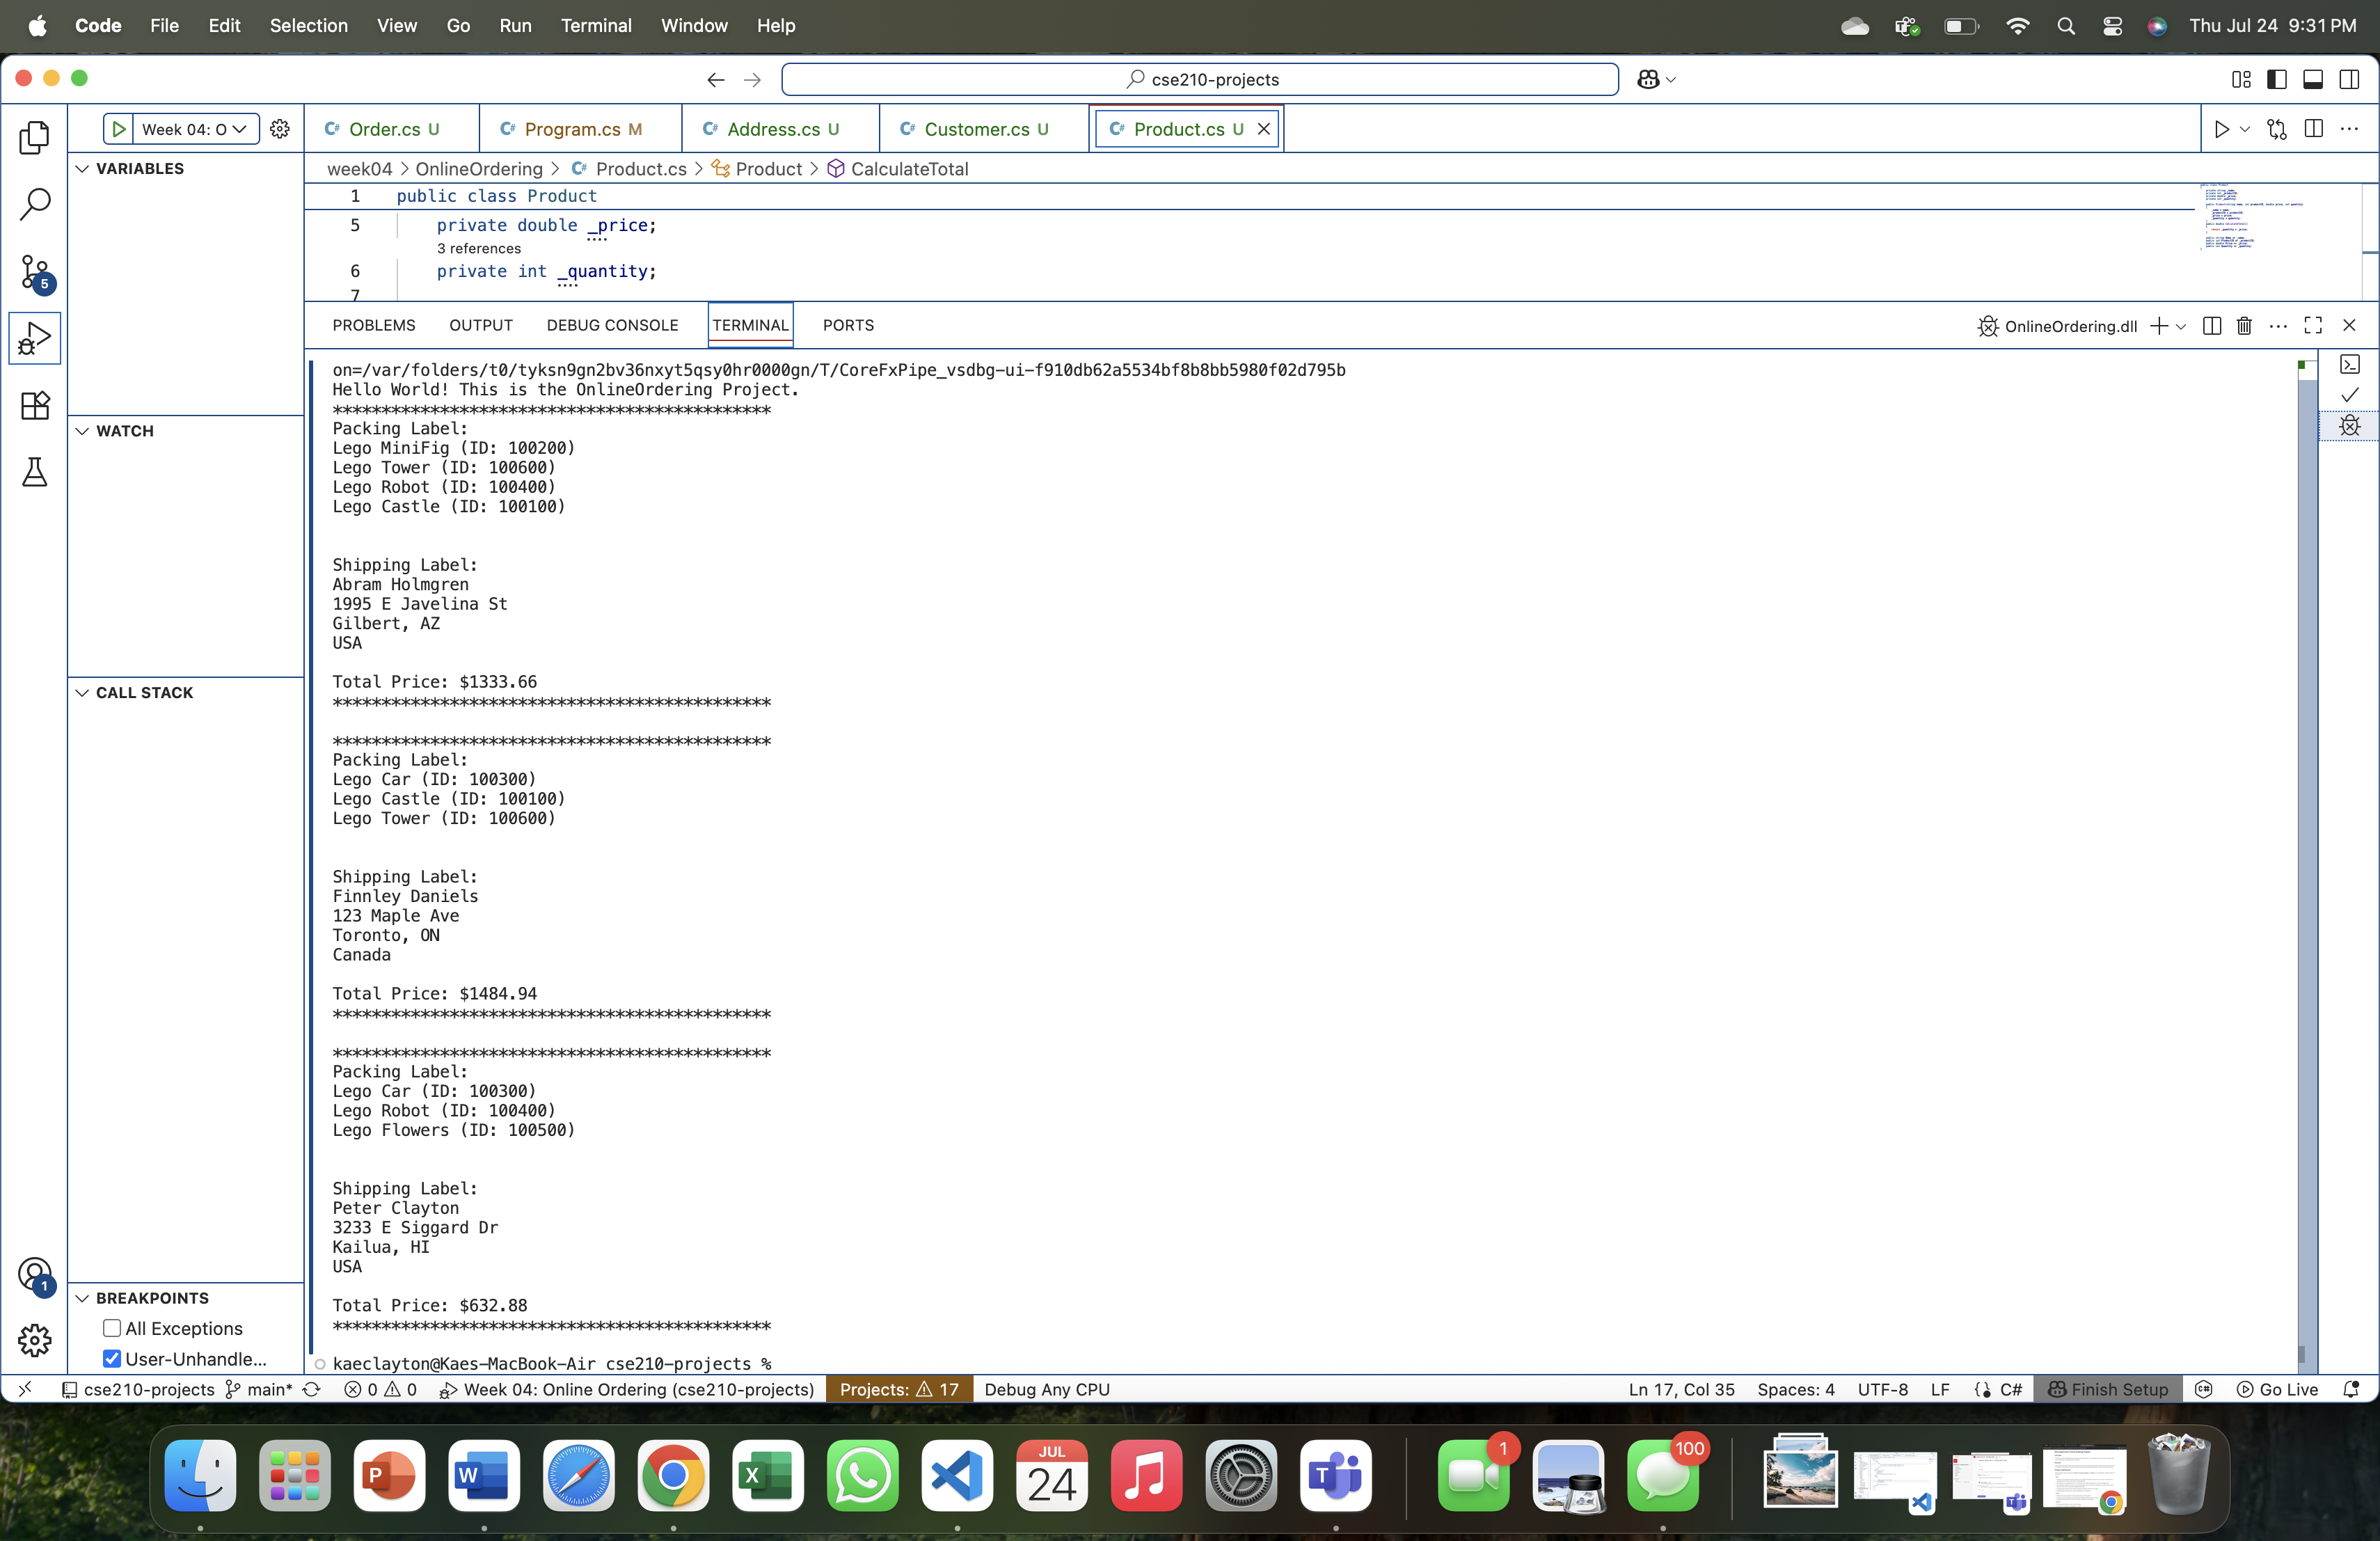 Code File Edit Selection View Go Run Terminal Window Help Thu Jul 24 9:31 PM
cse210-projects
Week 04: O
Order.cs U Program.cs M Address.cs U Customer.cs U Product.cs U
VARIABLES
week04 > OnlineOrdering > Product.cs > Product > CalculateTotal
1 public class Product
5 private double _price;
3 references
6 private int _quantity;
7
PROBLEMS OUTPUT DEBUG CONSOLE TERMINAL PORTS OnlineOrdering.dll
on=/var/folders/t0/tyksn9gn2bv36nxyt5qsy0hr0000gn/T/CoreFxPipe_vsdbg-ui-f910db62a5534bf8b8bb5980f02d795b
Hello World! This is the OnlineOrdering Project.
*********************************************
Packing Label:
Lego MiniFig (ID: 100200)
Lego Tower (ID: 100600)
Lego Robot (ID: 100400)
Lego Castle (ID: 100100)
Shipping Label:
Abram Holmgren
1995 E Javelina St
Gilbert, AZ
USA
Total Price: $1333.66
*********************************************
*********************************************
Packing Label:
Lego Car (ID: 100300)
Lego Castle (ID: 100100)
Lego Tower (ID: 100600)
Shipping Label:
Finnley Daniels
123 Maple Ave
Toronto, ON
Canada
Total Price: $1484.94
*********************************************
*********************************************
Packing Label:
Lego Car (ID: 100300)
Lego Robot (ID: 100400)
Lego Flowers (ID: 100500)
Shipping Label:
Peter Clayton
3233 E Siggard Dr
Kailua, HI
USA
Total Price: $632.88
*********************************************
kaeclayton@Kaes-MacBook-Air cse210-projects %
WATCH
CALL STACK
BREAKPOINTS
All Exceptions
User-Unhandle...
5
1
cse210-projects main* 0 0 Week 04: Online Ordering (cse210-projects) Projects: 17 Debug Any CPU Ln 17, Col 35 Spaces: 4 UTF-8 LF C# Finish Setup Go Live
P W X JUL 24 T 1 100